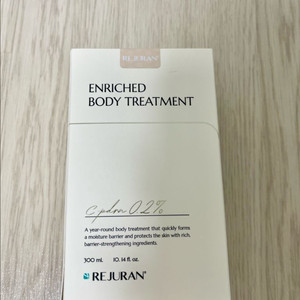 REJURAN®
ENRICHED
BODY TREATMENT
c pdrn 0.2%
A year-round body treatment that quickly forms
a moisture barrier and protects the skin with rich,
barrier-strengthening ingredients.
300 ml. 10.14 fl. oz.
REJURAN®